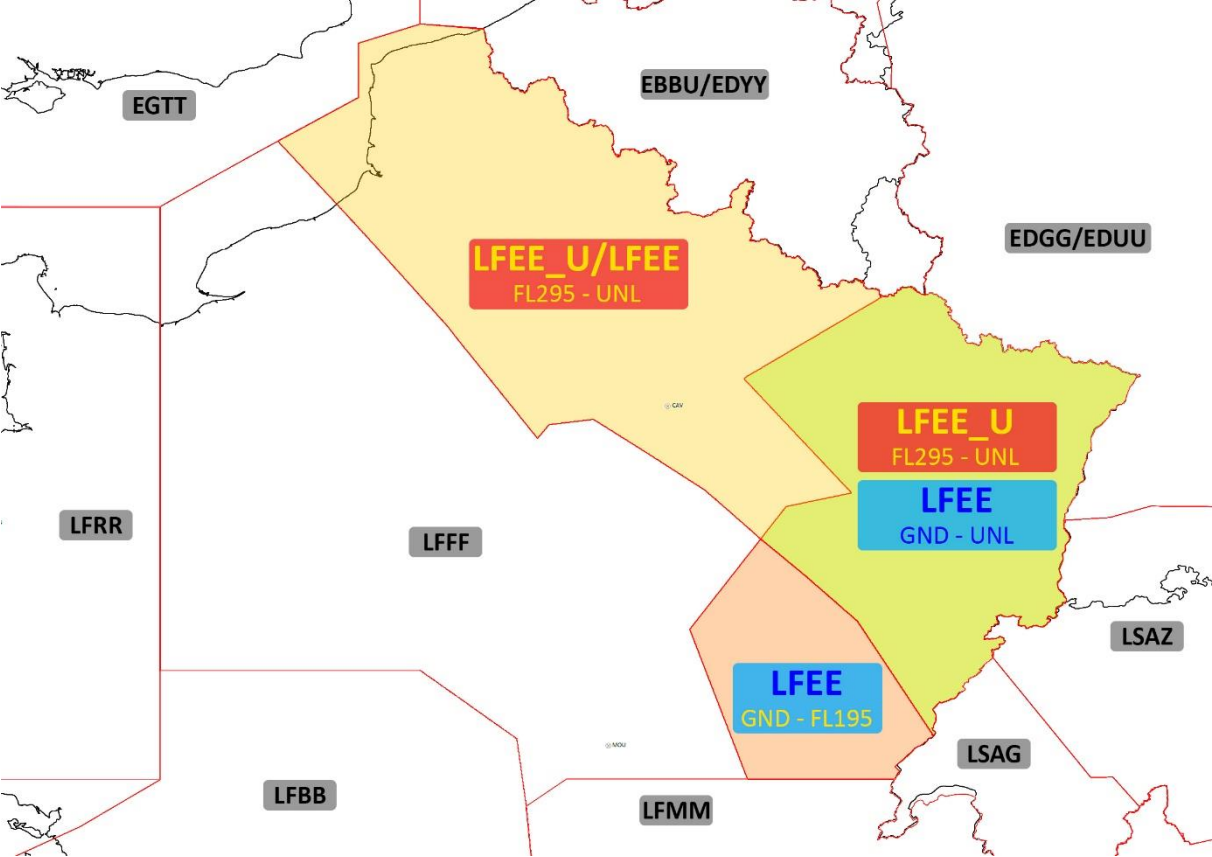 EBBU/EDYY
EGTT
EDGG/EDUU
LFEE_U/LFEE
FL295 - UNL
CAV
LFEE_U
FL295 - UNL
LFEE
GND - UNL
LFRR
LFFF
LSAZ
LFEE
GND - FL195
MOU
LSAG
LFBB
LFMM